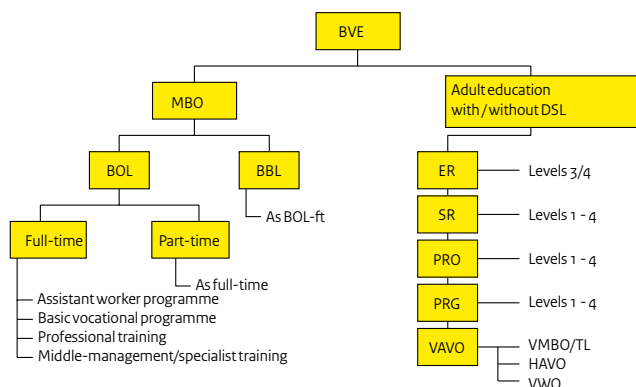 BVE
MBO
Adult education
with/without DSL
BOL
BBL
ER
Levels 3/4
As BOL-ft
SR
Levels 1 - 4
Full-time
Part-time
PRO
Levels 1 - 4
As full-time
Assistant worker programme
PRG
Levels 1 - 4
Basic vocational programme
Professional training
VAVO
VMBO/TL
Middle-management/specialist training
HAVO
VWO